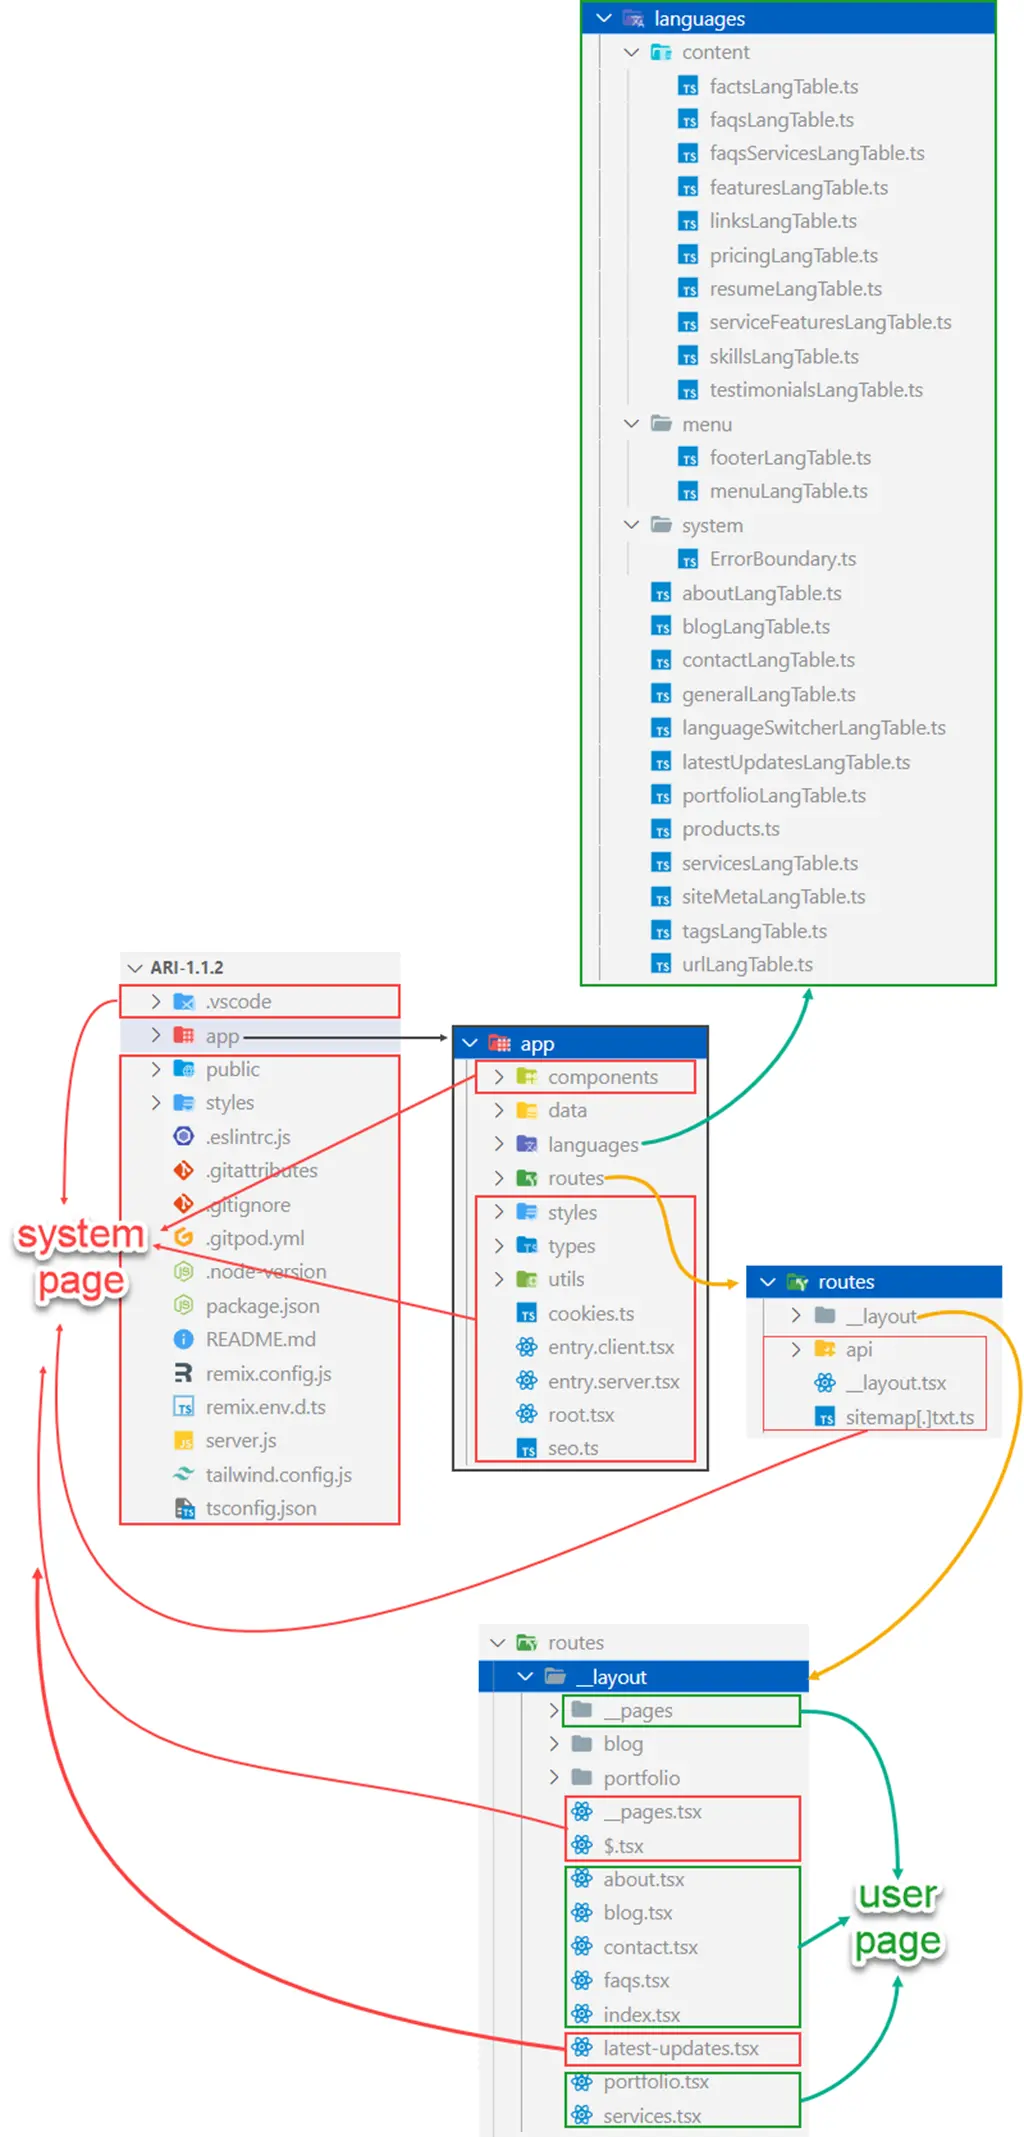 languages
content
factsLangTable.ts
faqsLangTable.ts
faqsServicesLangTable.ts
featuresLangTable.ts
linksLangTable.ts
pricingLangTable.ts
resumeLangTable.ts
serviceFeaturesLangTable.ts
skillsLangTable.ts
testimonialsLangTable.ts
menu
footerLangTable.ts
menuLangTable.ts
system
ErrorBoundary.ts
aboutLangTable.ts
blogLangTable.ts
contactLangTable.ts
generalLangTable.ts
languageSwitcherLangTable.ts
latestUpdatesLangTable.ts
portfolioLangTable.ts
products.ts
servicesLangTable.ts
siteMetaLangTable.ts
tagsLangTable.ts
urlLangTable.ts
ARI-1.1.2
.vscode
app
public
styles
.eslintrc.js
.gitattributes
.gitignore
.gitpod.yml
.node-version
package.json
README.md
remix.config.js
remix.env.d.ts
server.js
tailwind.config.js
tsconfig.json
system
page
app
components
data
languages
routes
styles
types
utils
cookies.ts
entry.client.tsx
entry.server.tsx
root.tsx
seo.ts
routes
__layout
api
__layout.tsx
sitemap[.]txt.ts
routes
__layout
__pages
blog
portfolio
__pages.tsx
$.tsx
about.tsx
blog.tsx
contact.tsx
faqs.tsx
index.tsx
latest-updates.tsx
portfolio.tsx
services.tsx
user
page